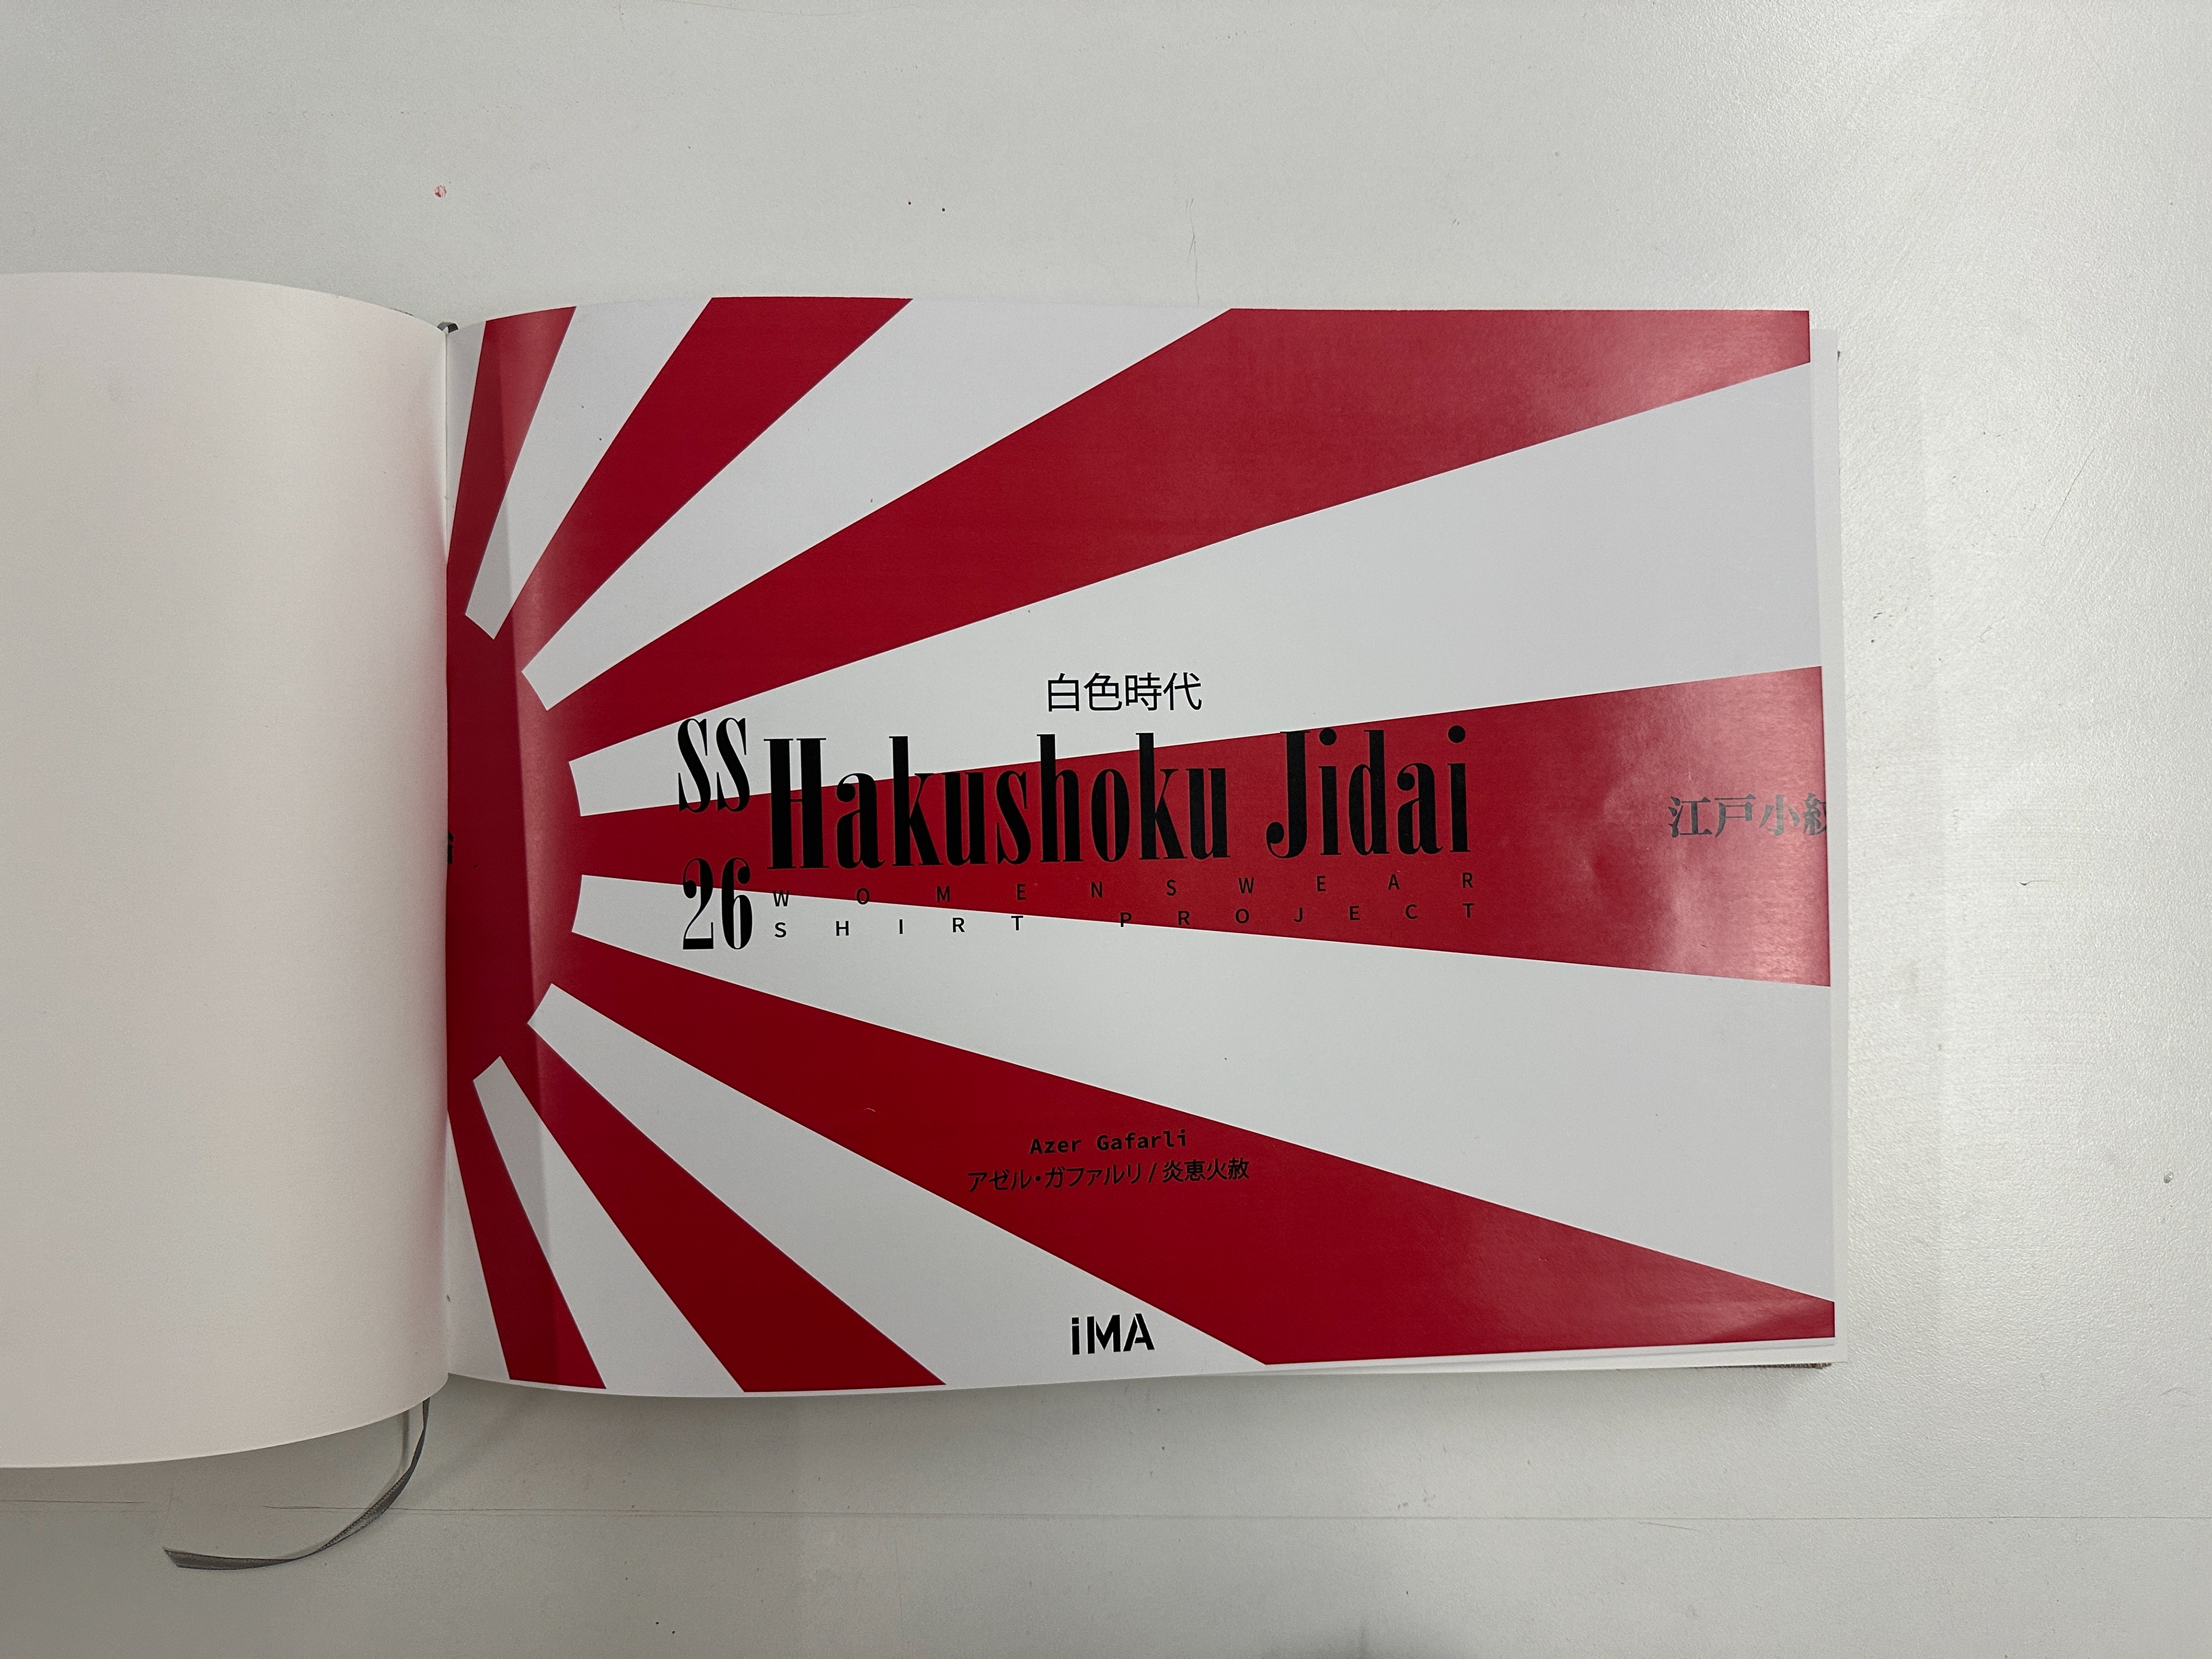 白色時代
SS
Hakushoku Jidai
26
WOMENSWEAR
SHIRT PROJECT
江戸小紋
Azer Gafarli
アゼル・ガファルリ / 炎恵火赦
iMA